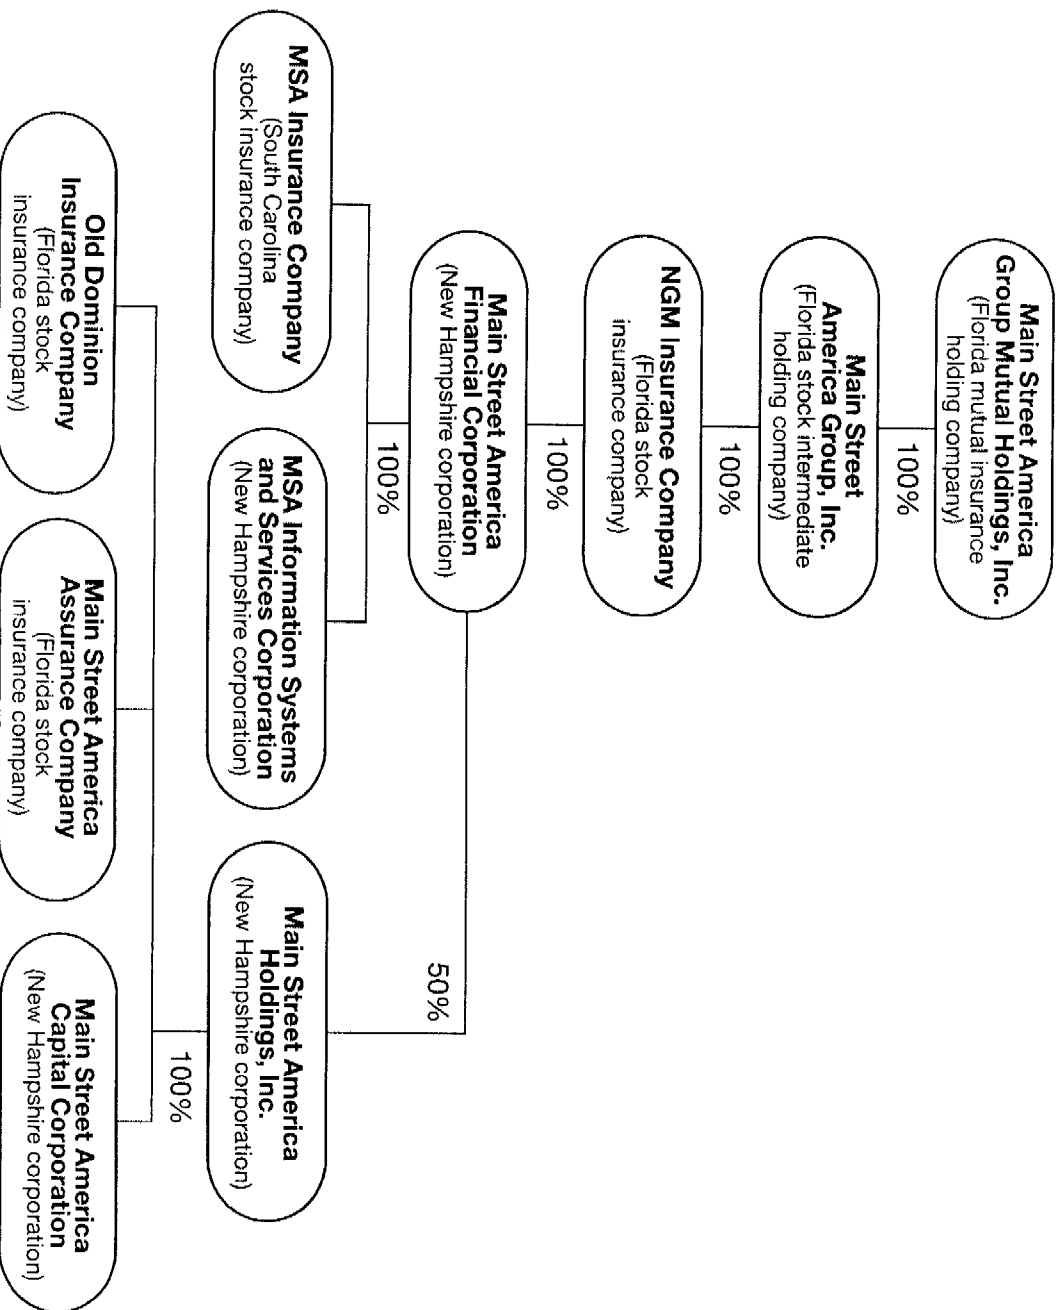 Main Street America
Group Mutual Holdings, Inc.
(Florida mutual insurance
holding company)
100%
Main Street
America Group, Inc.
(Florida stock intermediate
holding company)
100%
NGM Insurance Company
(Florida stock
insurance company)
100%
Main Street America
Financial Corporation
(New Hampshire corporation)
100%
50%
MSA Insurance Company
(South Carolina
stock insurance company)
MSA Information Systems
and Services Corporation
(New Hampshire corporation)
Main Street America
Holdings, Inc.
(New Hampshire corporation)
100%
Old Dominion
Insurance Company
(Florida stock
insurance company)
Main Street America
Assurance Company
(Florida stock
insurance company)
Main Street America
Capital Corporation
(New Hampshire corporation)